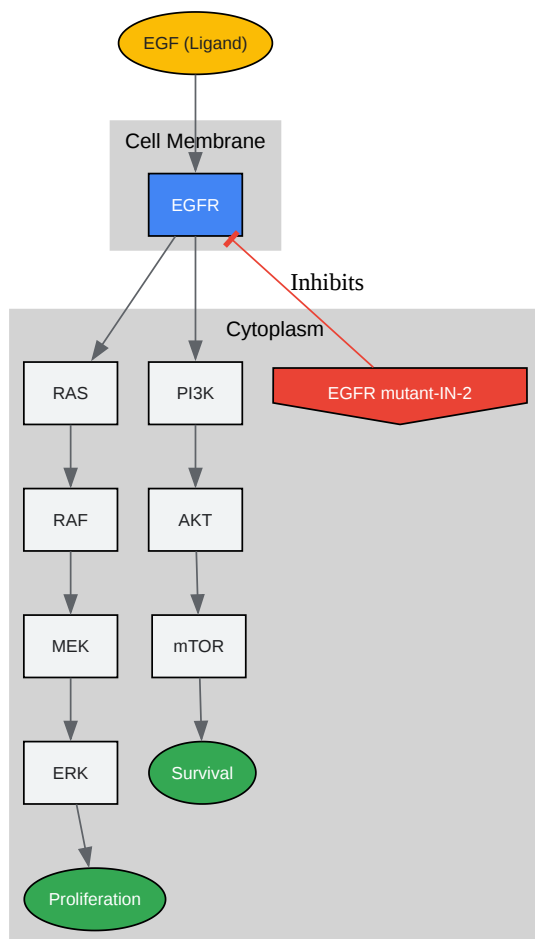 EGF (Ligand)
Cell Membrane
EGFR
Inhibits
Cytoplasm
RAS
PI3K
EGFR mutant-IN-2
RAF
AKT
MEK
mTOR
ERK
Survival
Proliferation